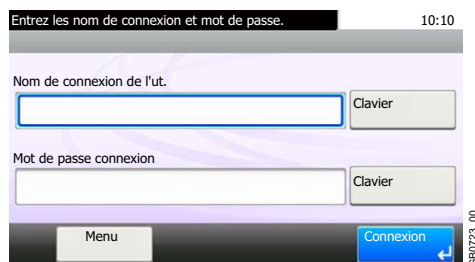 Entrez les nom de connexion et mot de passe. 10:10
Nom de connexion de l'ut.
Clavier
Mot de passe connexion
Clavier
Menu Connexion